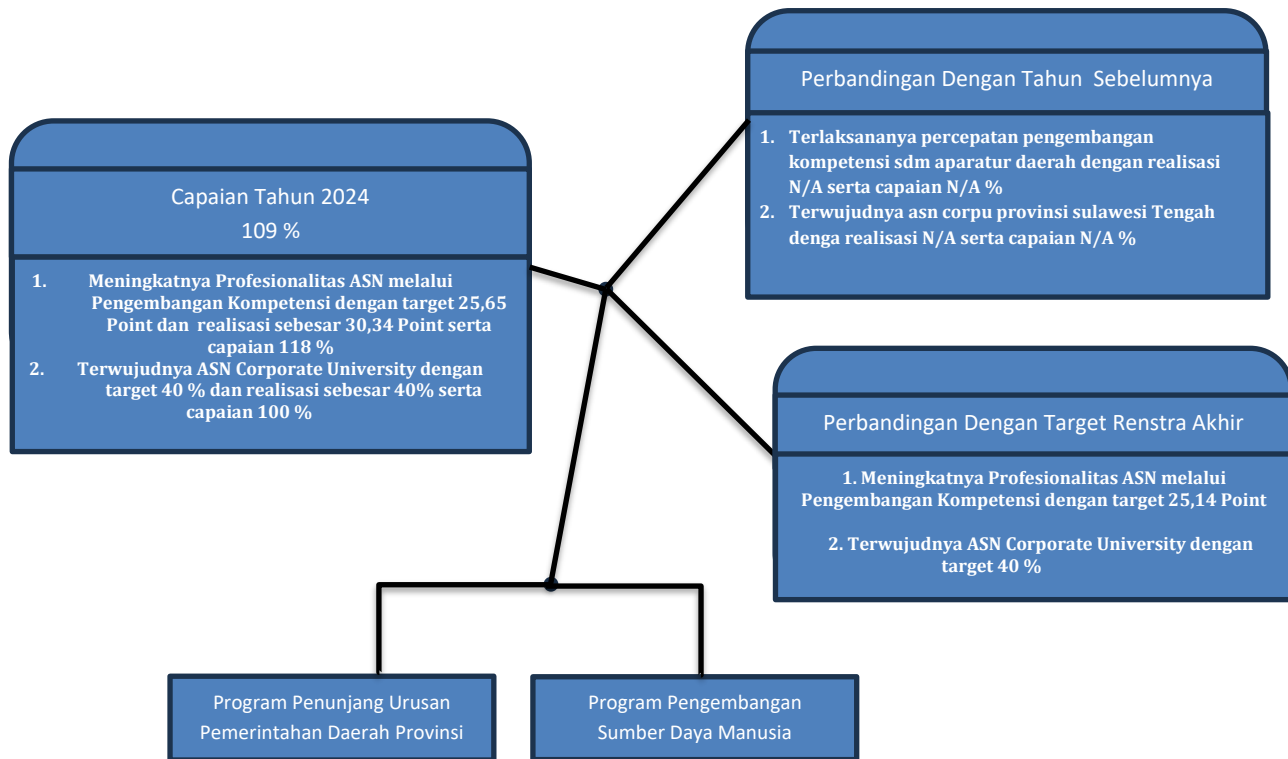 Perbandingan Dengan Tahun Sebelumnya
1. Terlaksananya percepatan pengembangan
kompetensi sdm aparatur daerah dengan realisasi
N/A serta capaian N/A %
2. Terwujudnya asn corpu provinsi sulawesi Tengah
denga realisasi N/A serta capaian N/A %
Capaian Tahun 2024
109 %
1. Meningkatnya Profesionalitas ASN melalui
Pengembangan Kompetensi dengan target 25,65
Point dan realisasi sebesar 30,34 Point serta
capaian 118 %
2. Terwujudnya ASN Corporate University dengan
target 40 % dan realisasi sebesar 40% serta
capaian 100 %
Perbandingan Dengan Target Renstra Akhir
1. Meningkatnya Profesionalitas ASN melalui
Pengembangan Kompetensi dengan target 25,14 Point
2. Terwujudnya ASN Corporate University dengan
target 40 %
Program Penunjang Urusan
Pemerintahan Daerah Provinsi
Program Pengembangan
Sumber Daya Manusia